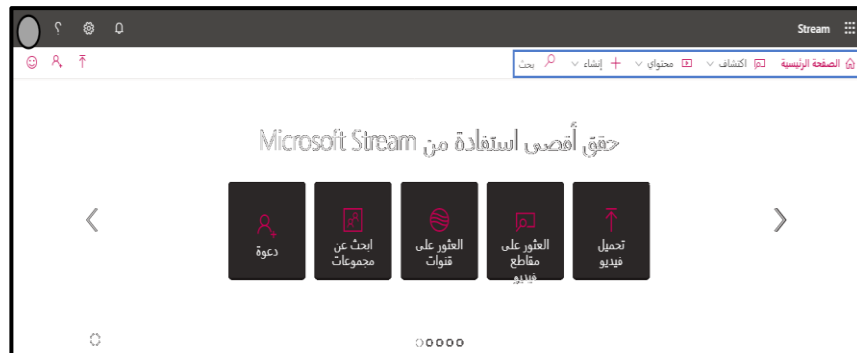 Stream
الصفحة الرئيسية اكتشاف محتواي إنشاء بحث
حقق أقصى استفادة من Microsoft Stream
تحميل
فيديو
العثور على
مقاطع
فيديو
العثور على
قنوات
ابحث عن
مجموعات
دعوة